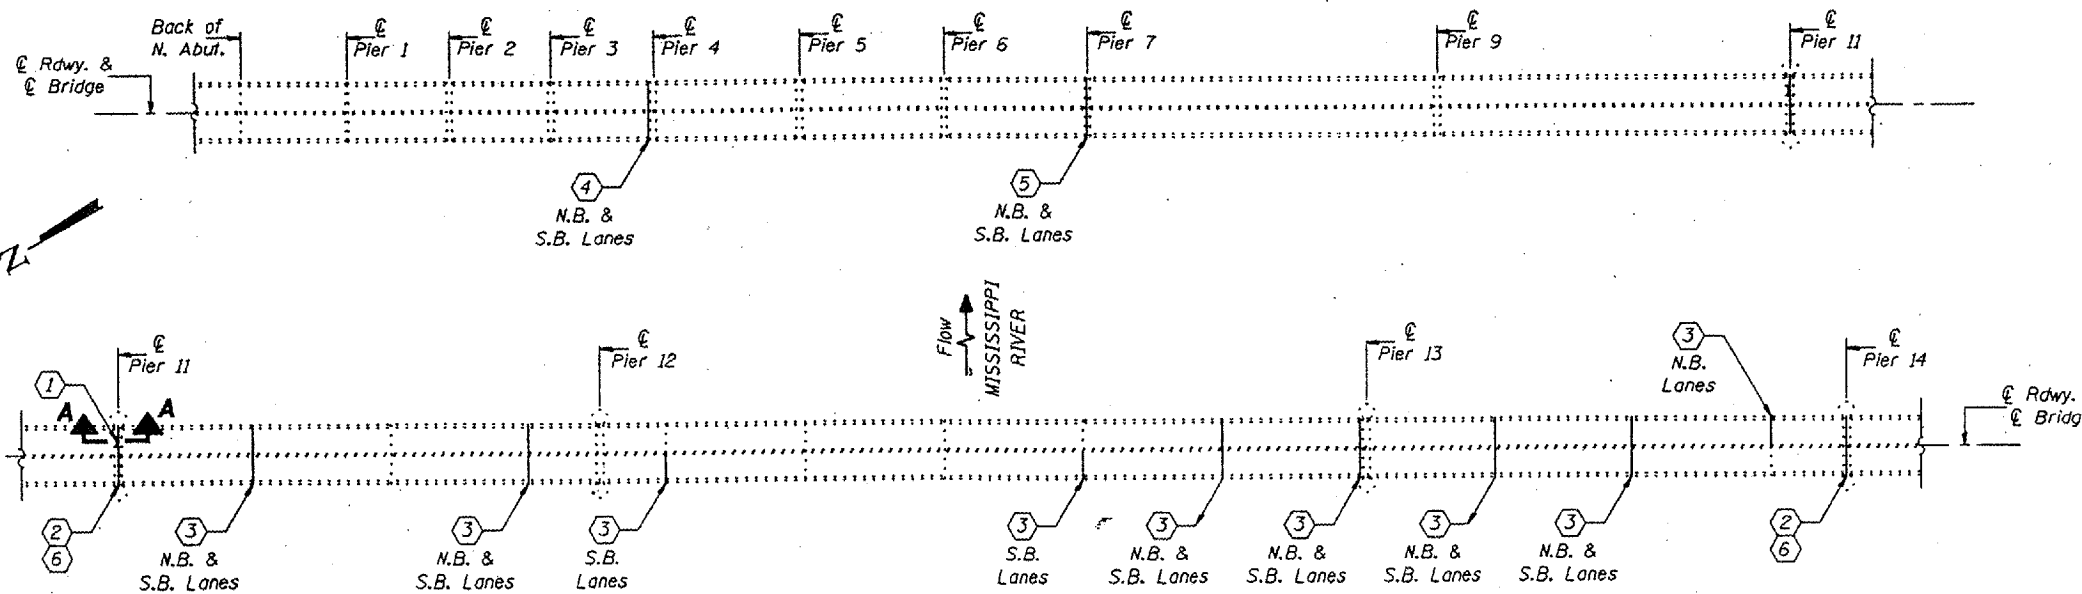 Back of
N. Abut.
℄
Pier 1
℄
Pier 2
℄
Pier 3
℄
Pier 4
℄
Pier 5
℄
Pier 6
℄
Pier 7
℄
Pier 9
℄
Pier 11
℄ Rdwy. &
℄ Bridge
4
N.B. &
S.B. Lanes
5
N.B. &
S.B. Lanes
N
Flow
MISSISSIPPI
RIVER
℄
Pier 11
℄
Pier 12
℄
Pier 13
℄
Pier 14
1
A
A
3
N.B.
Lanes
℄ Rdwy.
℄ Bridg
2
6
3
N.B. &
S.B. Lanes
3
N.B. &
S.B. Lanes
3
S.B.
Lanes
3
S.B.
Lanes
3
N.B. &
S.B. Lanes
3
N.B. &
S.B. Lanes
3
N.B. &
S.B. Lanes
3
N.B. &
S.B. Lanes
2
6